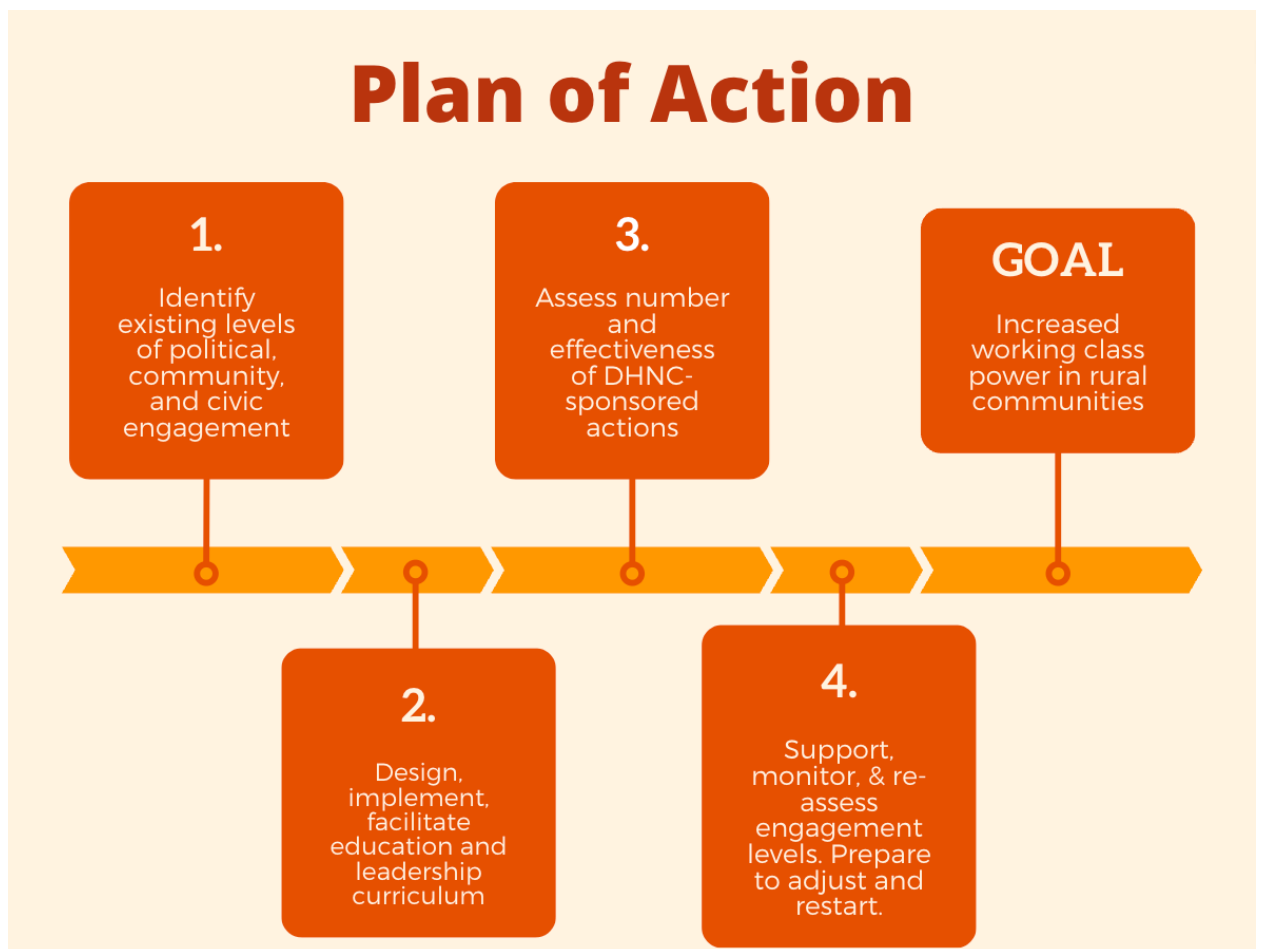 Plan of Action
1.
Identify
existing levels
of political,
community,
and civic
engagement
2.
Design,
implement,
facilitate
education and
leadership
curriculum
3.
Assess number
and
effectiveness
of DHNC-
sponsored
actions
4.
Support,
monitor, & re-
assess
engagement
levels. Prepare
to adjust and
restart.
GOAL
Increased
working class
power in rural
communities